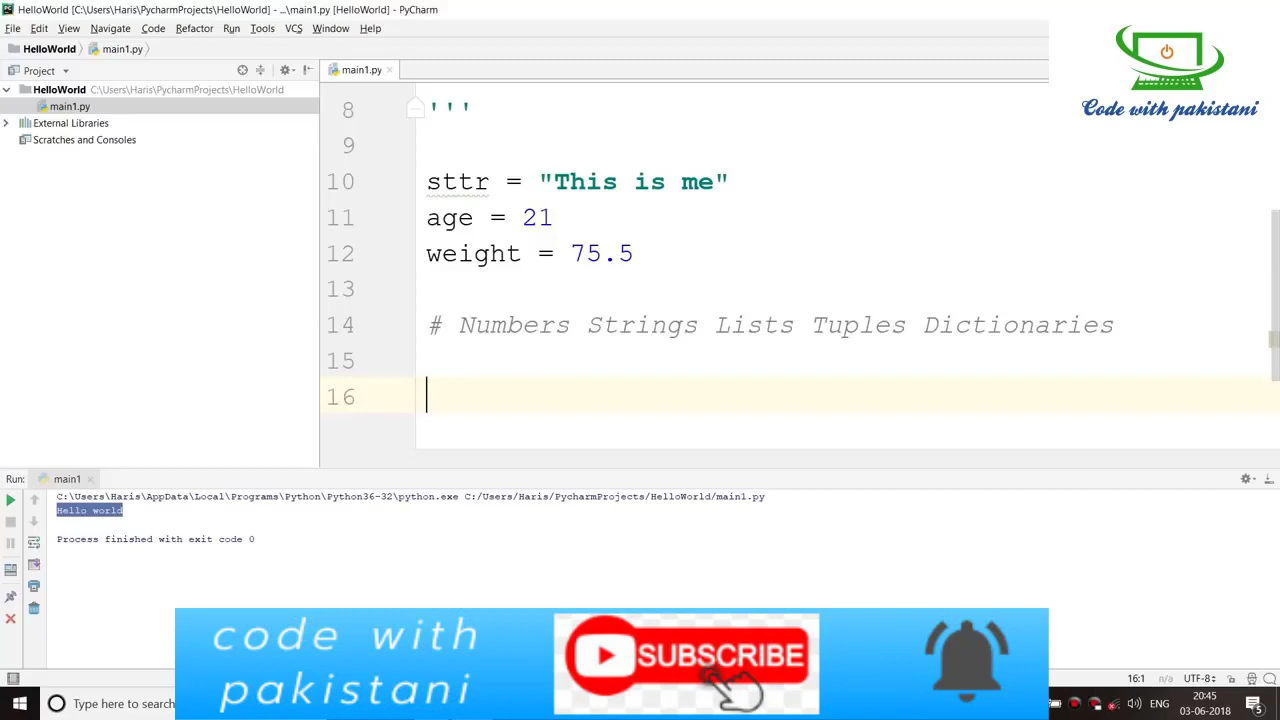 HelloWorld [C:\Users\Haris\PycharmProjects\HelloWorld] - ...\main1.py [HelloWorld] - PyCharm
File Edit View Navigate Code Refactor Run Tools VCS Window Help
HelloWorld main1.py
Project
main1.py
HelloWorld C:\Users\Haris\PycharmProjects\HelloWorld
main1.py
External Libraries
Scratches and Consoles
8 '''
9
10 sttr = "This is me"
11 age = 21
12 weight = 75.5
13
14 # Numbers Strings Lists Tuples Dictionaries
15
16
Code with pakistani
Run: main1
C:\Users\Haris\AppData\Local\Programs\Python\Python36-32\python.exe C:/Users/Haris/PycharmProjects/HelloWorld/main1.py
Hello world
Process finished with exit code 0
code with
pakistani
SUBSCRIBE
16:1 n/a UTF-8
Type here to search
20:45
03-06-2018
5